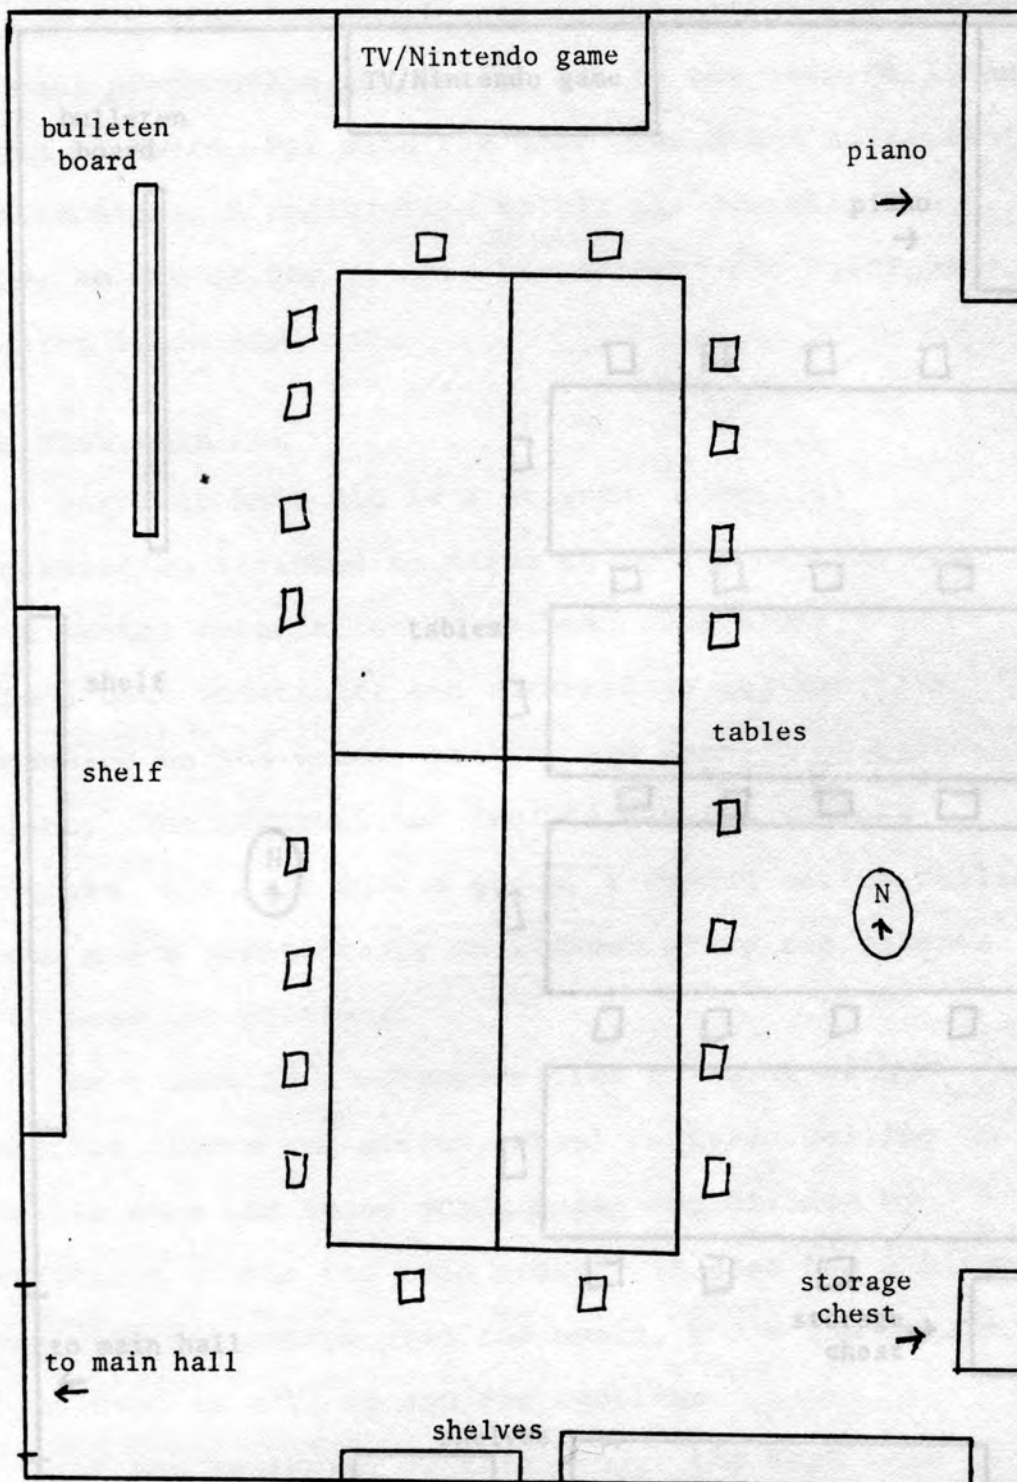 TV/Nintendo game
bulleten
board
piano
tables
shelf
N
storage
chest
to main hall
shelves